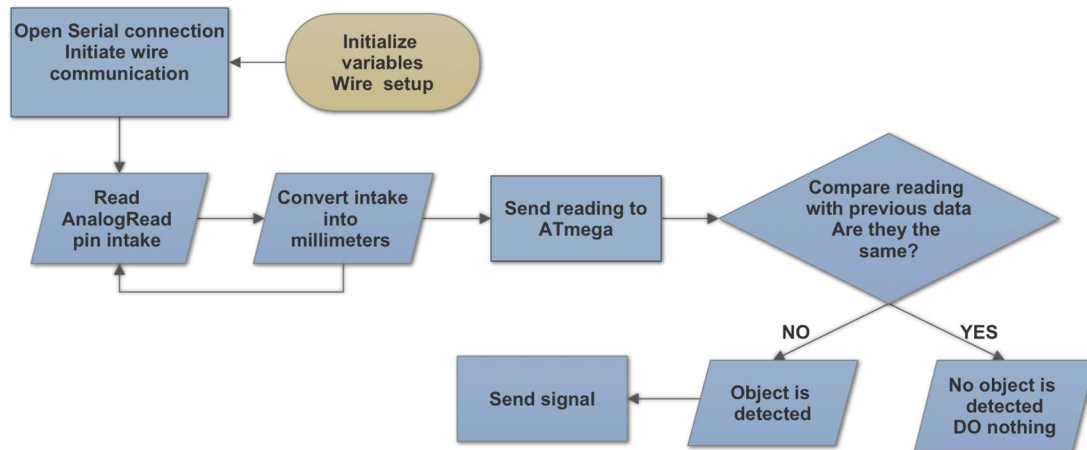 Open Serial connection
Initiate wire
communication
Initialize
variables
Wire setup
Read
AnalogRead
pin intake
Convert intake
into
millimeters
Send reading to
ATmega
Compare reading
with previous data
Are they the
same?
NO
YES
Send signal
Object is
detected
No object is
detected
DO nothing